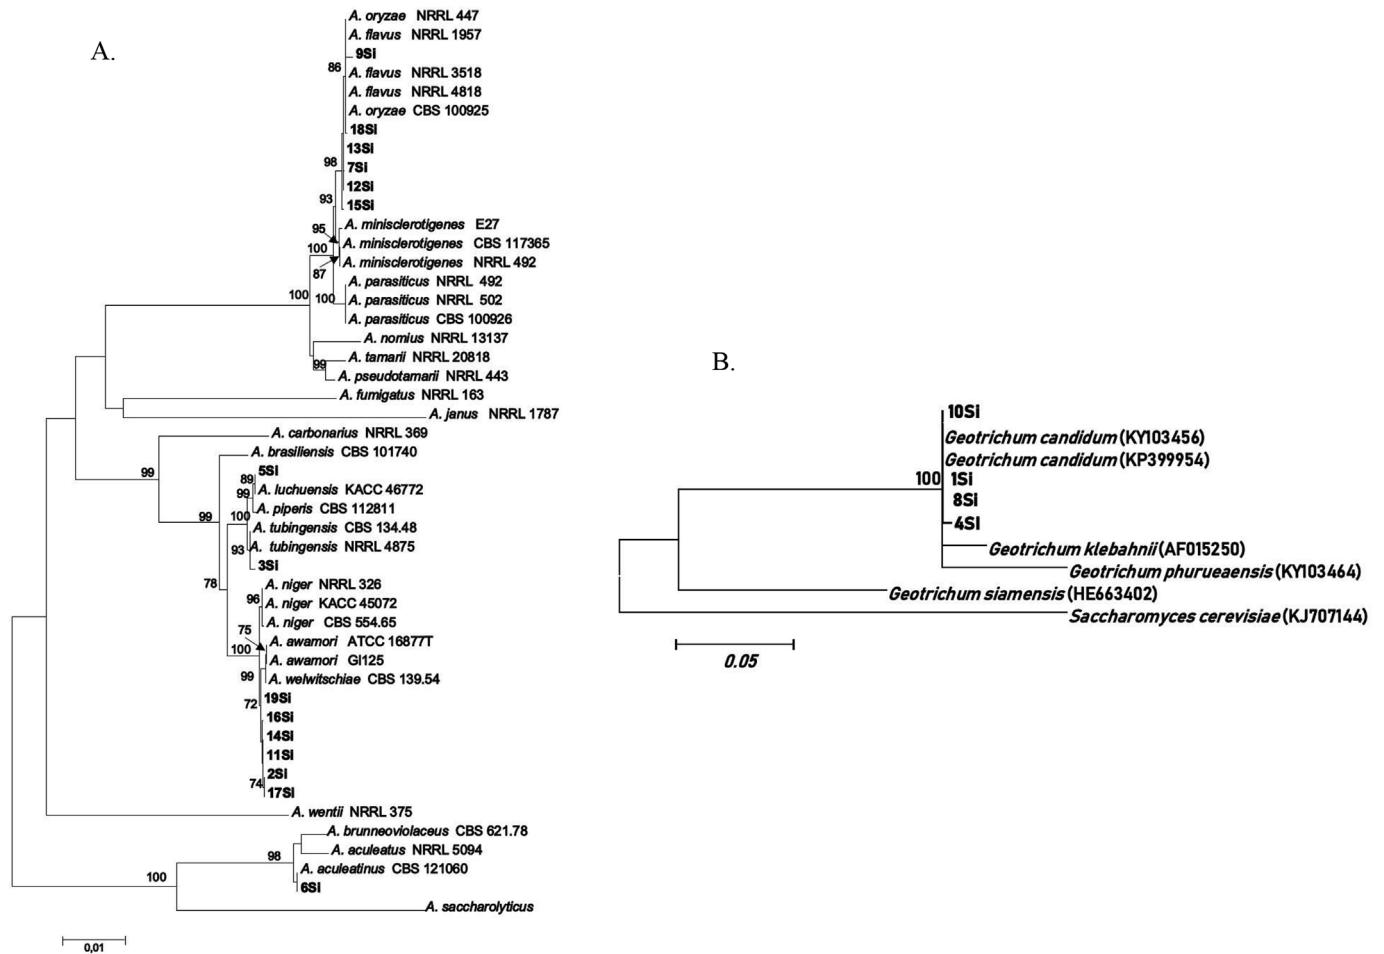 A.
A. oryzae NRRL 447
A. flavus NRRL 1957
9Si
86
A. flavus NRRL 3518
A. flavus NRRL 4818
A. oryzae CBS 100925
18Si
13Si
98
7Si
12Si
93
15Si
95
A. minisclerotigenes E27
100
A. minisclerotigenes CBS 117365
87
A. minisclerotigenes NRRL 492
A. parasiticus NRRL 492
100
100
A. parasiticus NRRL 502
A. parasiticus CBS 100926
A. nomius NRRL 13137
A. tamarii NRRL 20818
99
A. pseudotamarii NRRL 443
A. fumigatus NRRL 163
A. janus NRRL 1787
A. carbonarius NRRL 369
A. brasiliensis CBS 101740
99
5Si
89
A. luchuensis KACC 46772
99
A. piperis CBS 112811
99
100
A. tubingensis CBS 134.48
93
A. tubingensis NRRL 4875
3Si
78
A. niger NRRL 326
96
A. niger KACC 45072
A. niger CBS 554.65
75
A. awamori ATCC 16877T
100
A. awamori GI125
99
A. welwitschiae CBS 139.54
19Si
72
16Si
14Si
11Si
2Si
74
17Si
A. wentii NRRL 375
A. brunneoviolaceus CBS 621.78
98
A. aculeatus NRRL 5094
A. aculeatinus CBS 121060
100
6Si
A. saccharolyticus
0,01
B.
10Si
Geotrichum candidum (KY103456)
Geotrichum candidum (KP399954)
100
1Si
8Si
4SI
Geotrichum klebahnii (AF015250)
Geotrichum phurueaensis (KY103464)
Geotrichum siamensis (HE663402)
Saccharomyces cerevisiae (KJ707144)
0.05